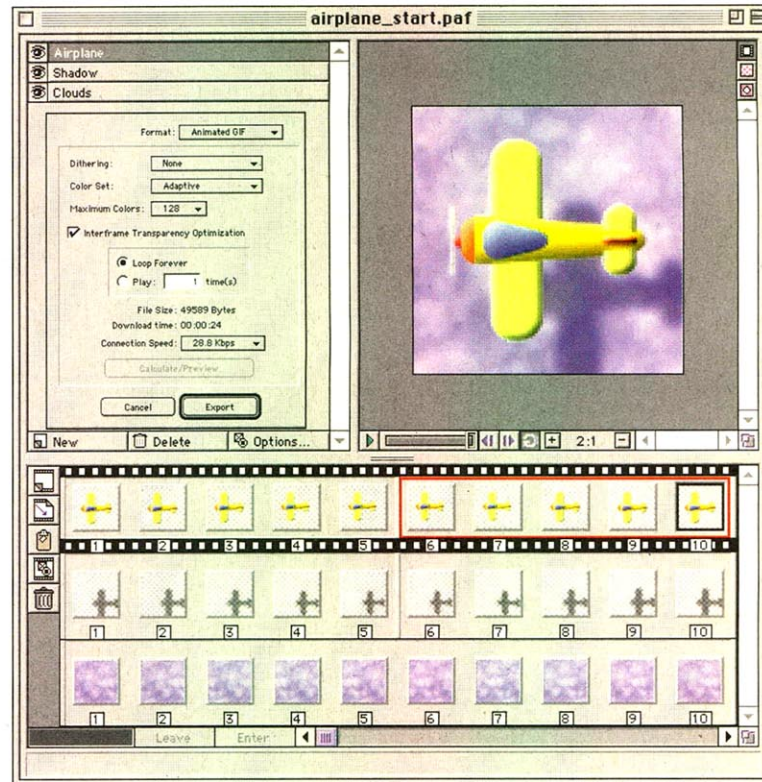 airplane_start.paf
Airplane
Shadow
Clouds
Format: Animated GIF
Dithering: None
Color Set: Adaptive
Maximum Colors: 128
Interframe Transparency Optimization
Loop Forever
Play: 1 time(s)
File Size: 49589 Bytes
Download time: 00:00:24
Connection Speed: 28.8 Kbps
Calculate/Preview
Cancel Export
New Delete Options...
2:1
1 2 3 4 5 6 7 8 9 10
1 2 3 4 5 6 7 8 9 10
1 2 3 4 5 6 7 8 9 10
Leave Enter